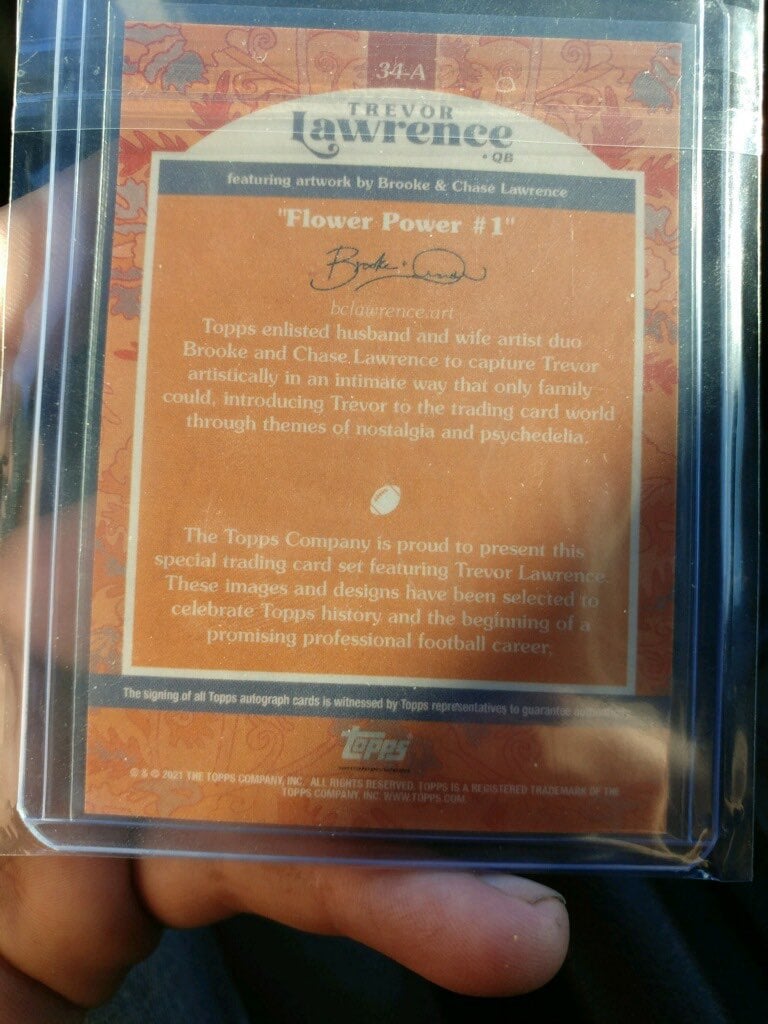 34-A
TREVOR
Lawrence
• QB
featuring artwork by Brooke & Chase Lawrence
"Flower Power #1"
bclawrence.art
Topps enlisted husband and wife artist duo
Brooke and Chase Lawrence to capture Trevor
artistically in an intimate way that only family
could, introducing Trevor to the trading card world
through themes of nostalgia and psychedelia.
The Topps Company is proud to present this
special trading card set featuring Trevor Lawrence.
These images and designs have been selected to
celebrate Topps history and the beginning of a
promising professional football career.
The signing of all Topps autograph cards is witnessed by Topps representatives to guarantee
topps
® & © 2021 THE TOPPS COMPANY, INC. ALL RIGHTS RESERVED. TOPPS IS A REGISTERED TRADEMARK OF THE
TOPPS COMPANY, INC. WWW.TOPPS.COM